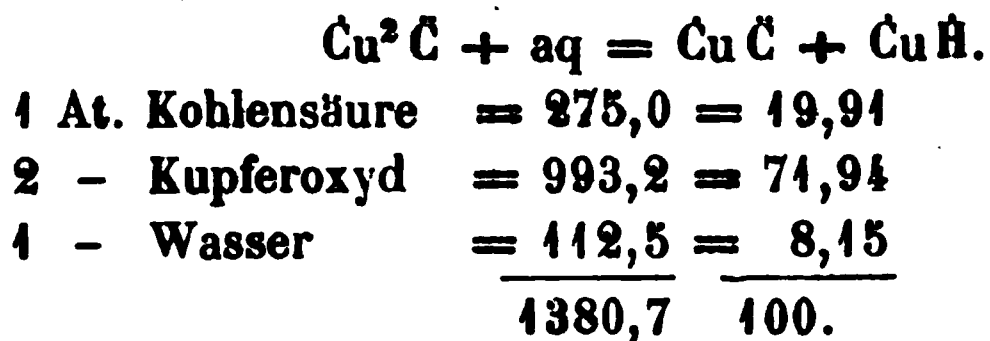 Ċu² C̈ + aq = Ċu C̈ + Ċu Ḣ.
1 At. Kohlensäure = 275,0 = 19,91
2 – Kupferoxyd = 993,2 = 71,94
1 – Wasser = 112,5 = 8,15
1380,7 100.